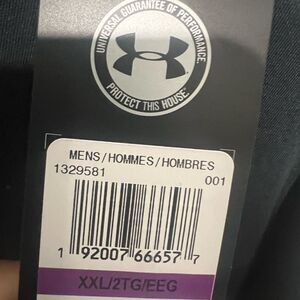 UNIVERSAL GUARANTEE OF PERFORMANCE.
PROTECT THIS HOUSE.
MENS/HOMMES/HOMBRES
1329581 001
1 92007 66657 7
XXL/2TG/EEG